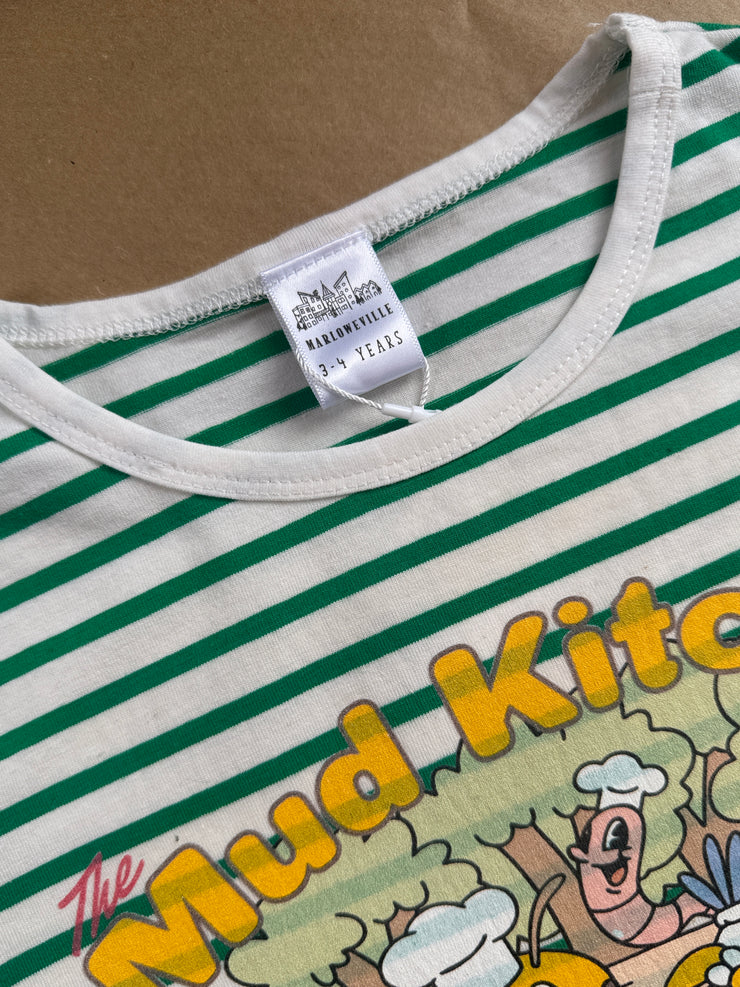 MARLOWEVILLE
3-4 YEARS
The
Mud Kitc